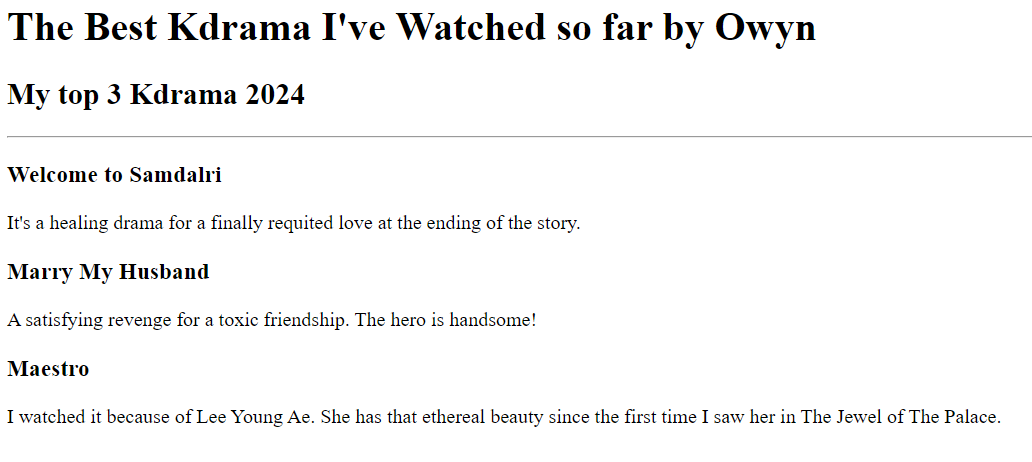 The Best Kdrama I've Watched so far by Owyn
My top 3 Kdrama 2024
Welcome to Samdalri
It's a healing drama for a finally requited love at the ending of the story.
Marry My Husband
A satisfying revenge for a toxic friendship. The hero is handsome!
Maestro
I watched it because of Lee Young Ae. She has that ethereal beauty since the first time I saw her in The Jewel of The Palace.